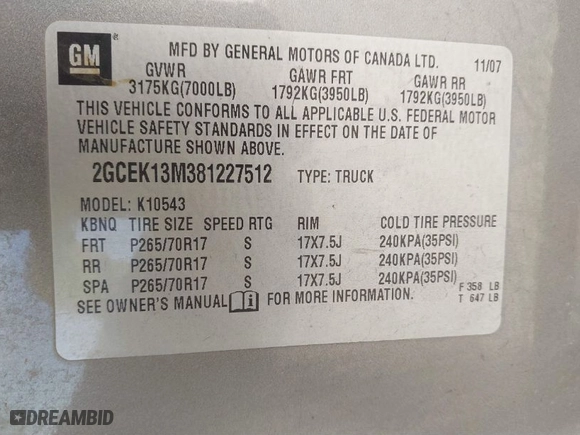 GM
MFD BY GENERAL MOTORS OF CANADA LTD. 11/07
GVWR GAWR FRT GAWR RR
3175KG(7000LB) 1792KG(3950LB) 1792KG(3950LB)
THIS VEHICLE CONFORMS TO ALL APPLICABLE U.S. FEDERAL MOTOR
VEHICLE SAFETY STANDARDS IN EFFECT ON THE DATE OF
MANUFACTURE SHOWN ABOVE.
2GCEK13M381227512 TYPE: TRUCK
MODEL: K10543
KBNQ TIRE SIZE SPEED RTG RIM COLD TIRE PRESSURE
FRT P265/70R17 S 17X7.5J 240KPA(35PSI)
RR P265/70R17 S 17X7.5J 240KPA(35PSI)
SPA P265/70R17 S 17X7.5J 240KPA(35PSI)
F 358 LB
SEE OWNER'S MANUAL i FOR MORE INFORMATION. T 647 LB
DREAMBID